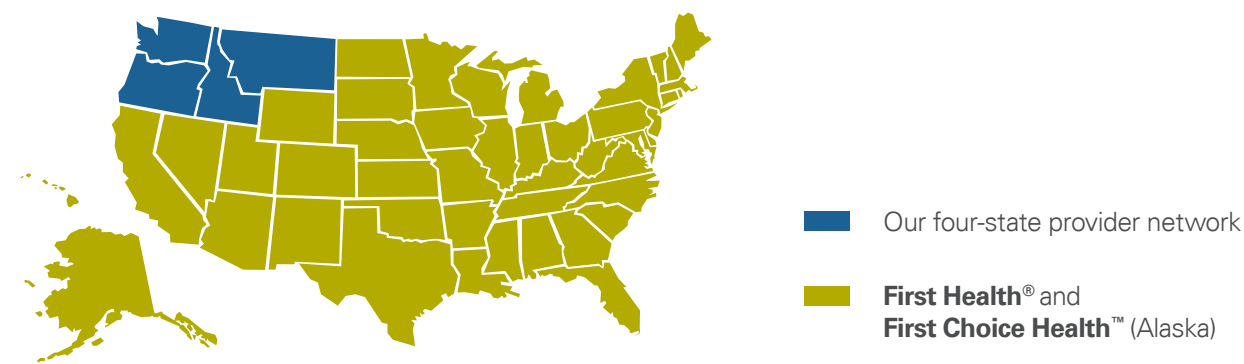 Our four-state provider network
First Health® and
First Choice Health™ (Alaska)